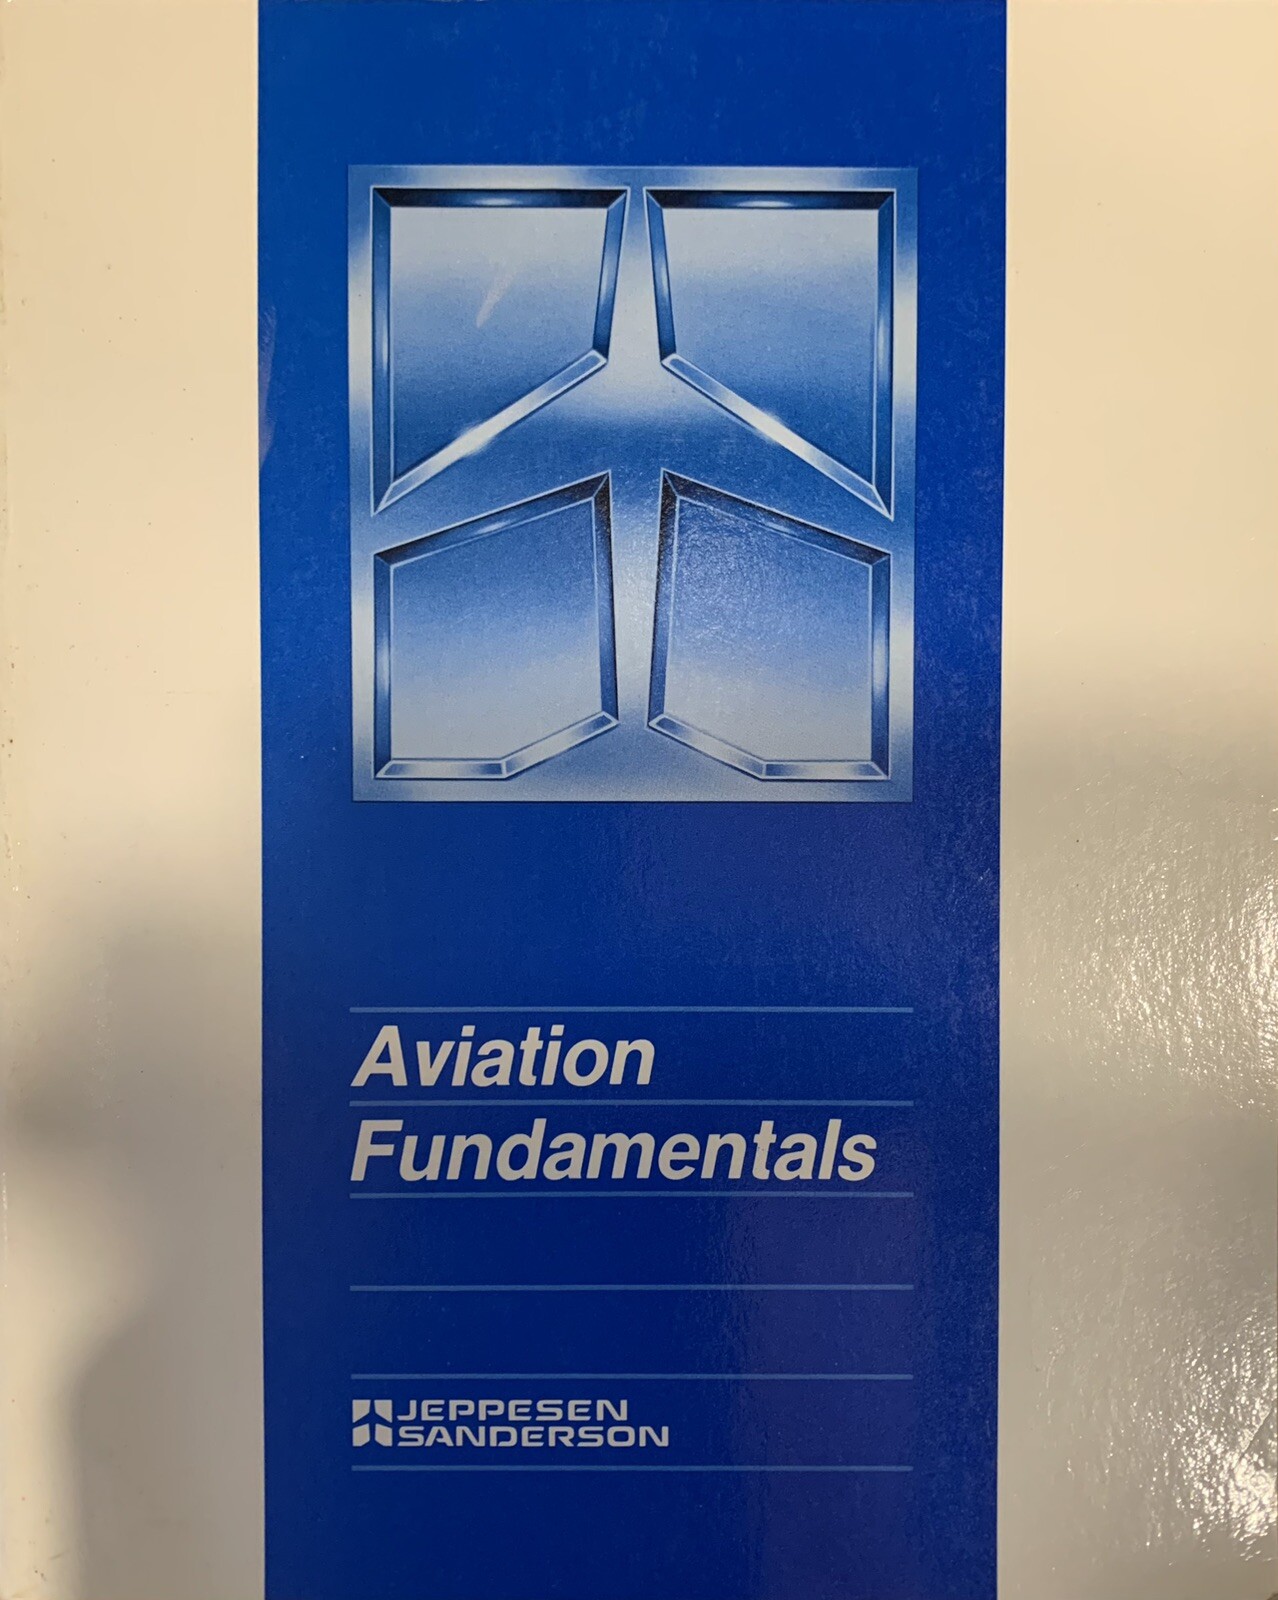 Aviation
Fundamentals
JEPPESEN
SANDERSON